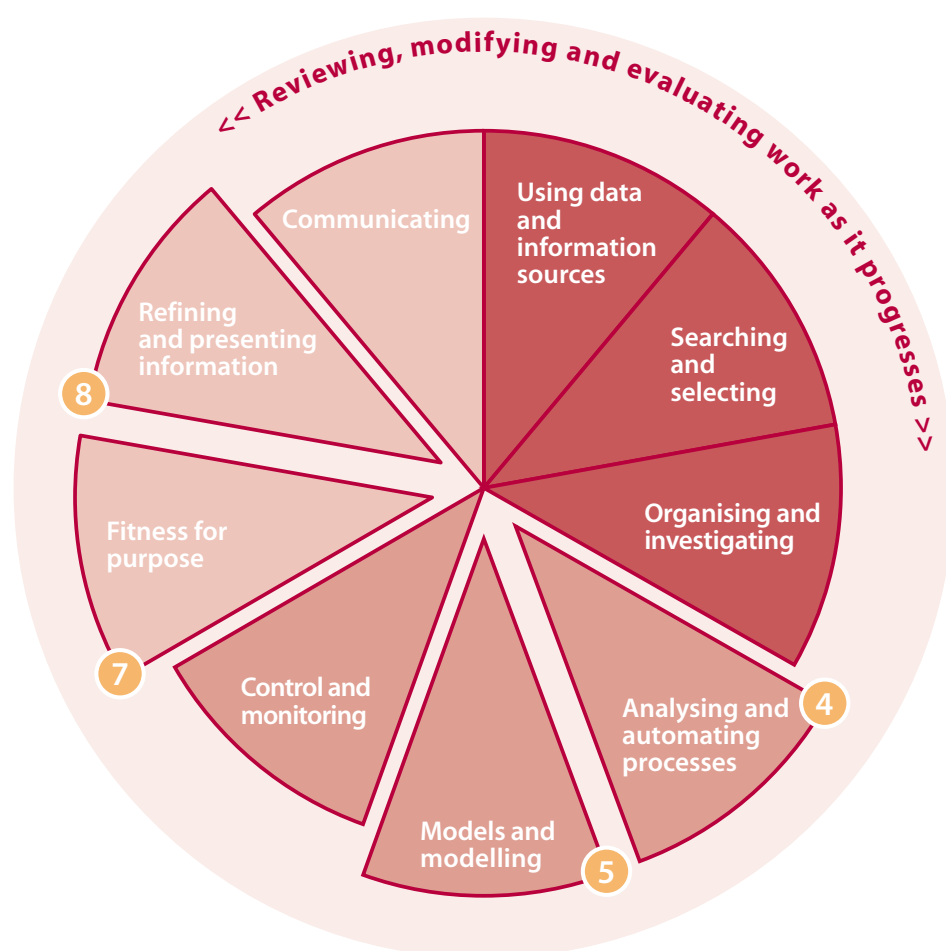 << Reviewing, modifying and evaluating work as it progresses >>
Communicating
Using data
and
information
sources
Searching
and
selecting
Organising and
investigating
Analysing and
automating
processes
4
Models and
modelling
5
Control and
monitoring
Fitness for
purpose
7
Refining
and presenting
information
8